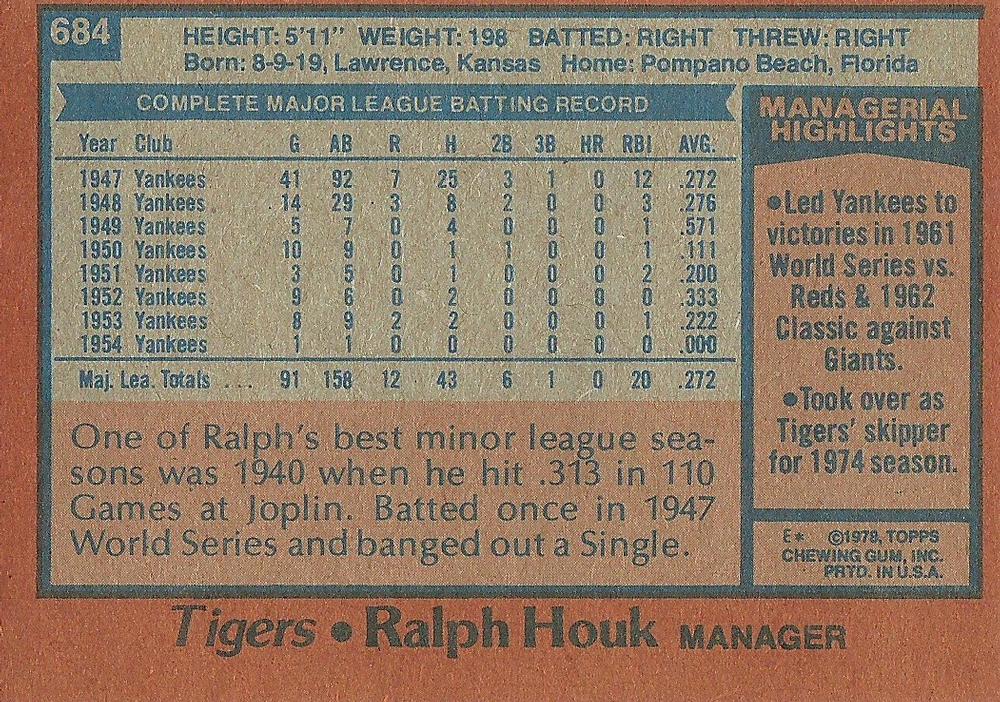 684
HEIGHT: 5'11" WEIGHT: 198 BATTED: RIGHT THREW: RIGHT
Born: 8-9-19, Lawrence, Kansas Home: Pompano Beach, Florida
COMPLETE MAJOR LEAGUE BATTING RECORD
Year Club G AB R H 2B 3B HR RBI AVG.
1947 Yankees 41 92 7 25 3 1 0 12 .272
1948 Yankees 14 29 3 8 2 0 0 3 .276
1949 Yankees 5 7 0 4 0 0 0 1 .571
1950 Yankees 10 9 0 1 1 0 0 1 .111
1951 Yankees 3 5 0 1 0 0 0 2 .200
1952 Yankees 9 6 0 2 0 0 0 0 .333
1953 Yankees 8 9 2 2 0 0 0 1 .222
1954 Yankees 1 1 0 0 0 0 0 0 .000
Maj. Lea. Totals ... 91 158 12 43 6 1 0 20 .272
One of Ralph's best minor league sea-
sons was 1940 when he hit .313 in 110
Games at Joplin. Batted once in 1947
World Series and banged out a Single.
MANAGERIAL
HIGHLIGHTS
•Led Yankees to
victories in 1961
World Series vs.
Reds & 1962
Classic against
Giants.
•Took over as
Tigers' skipper
for 1974 season.
E* ©1978, TOPPS
CHEWING GUM, INC.
PRTD. IN U.S.A.
Tigers • Ralph Houk MANAGER